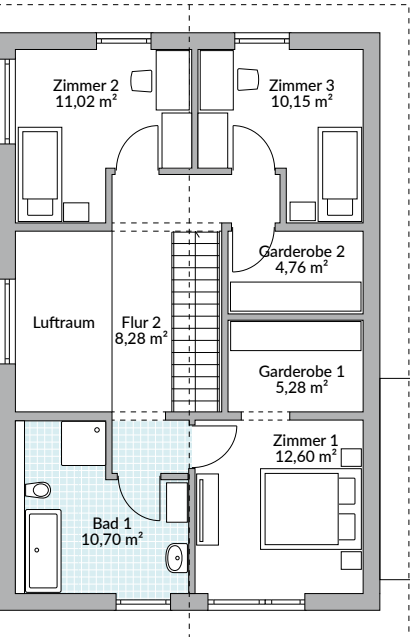 Zimmer 2
11,02 m²
Zimmer 3
10,15 m²
Garderobe 2
4,76 m²
Luftraum
Flur 2
8,28 m²
Garderobe 1
5,28 m²
Zimmer 1
12,60 m²
Bad 1
10,70 m²